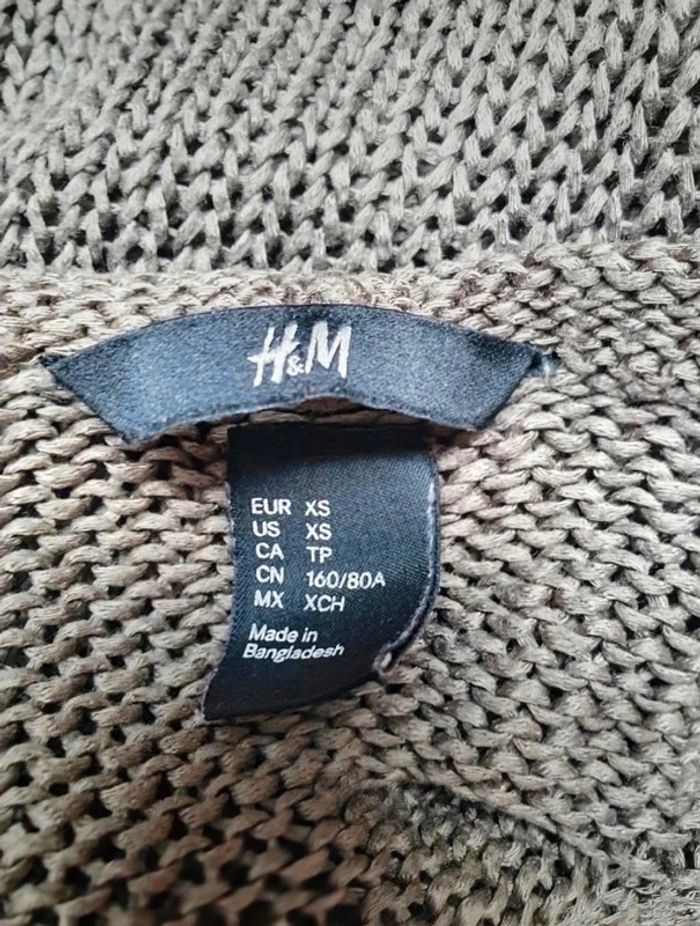 H&M
EUR XS
US XS
CA TP
CN 160/80A
MX XCH
Made in
Bangladesh